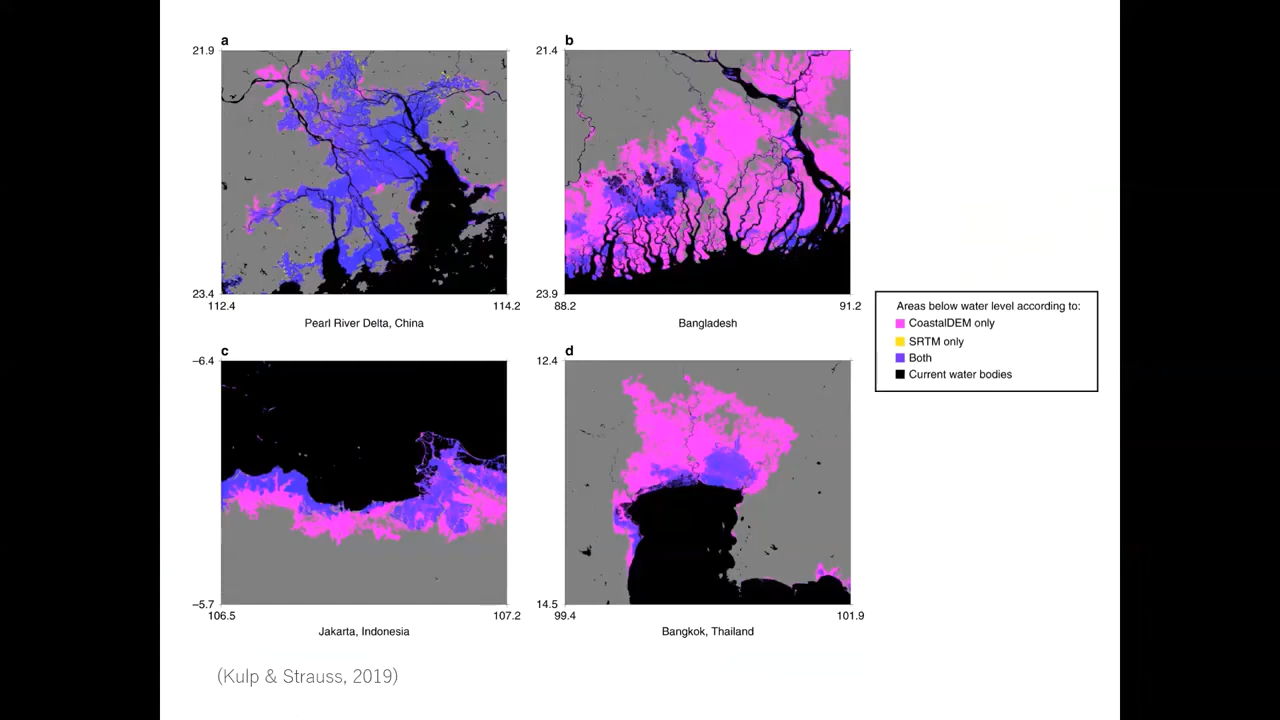 a
21.9
23.4
112.4
114.2
Pearl River Delta, China
b
21.4
23.9
88.2
91.2
Bangladesh
Areas below water level according to:
CoastalDEM only
SRTM only
Both
Current water bodies
c
−6.4
−5.7
106.5
107.2
Jakarta, Indonesia
d
12.4
14.5
99.4
101.9
Bangkok, Thailand
(Kulp & Strauss, 2019)